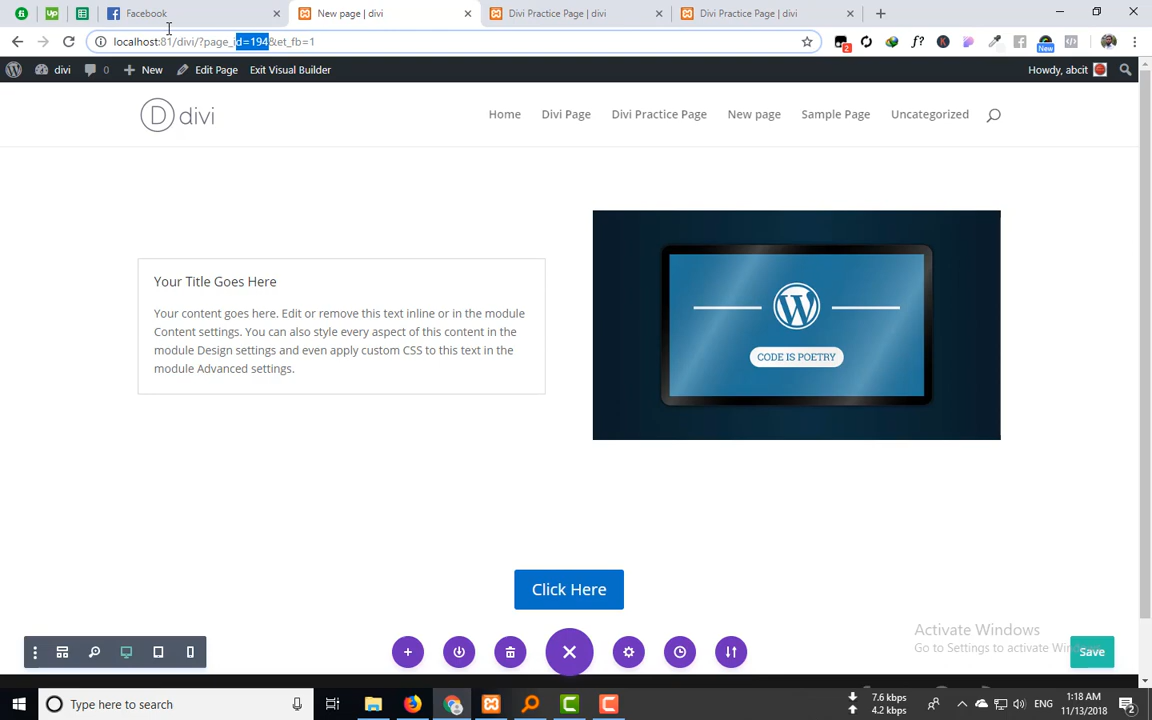 up
Facebook
New page | divi
Divi Practice Page | divi
Divi Practice Page | divi
localhost:81/divi/?page_id=194&et_fb=1
2
f?
K
New
divi
0
New
Edit Page
Exit Visual Builder
Howdy, abcit
D divi
Home
Divi Page
Divi Practice Page
New page
Sample Page
Uncategorized
Your Title Goes Here
Your content goes here. Edit or remove this text inline or in the module
Content settings. You can also style every aspect of this content in the
module Design settings and even apply custom CSS to this text in the
module Advanced settings.
W
CODE IS POETRY
Click Here
Activate Windows
Go to Settings to activate Win
Save
Type here to search
7.6 kbps
4.2 kbps
ENG
1:18 AM
11/13/2018
2